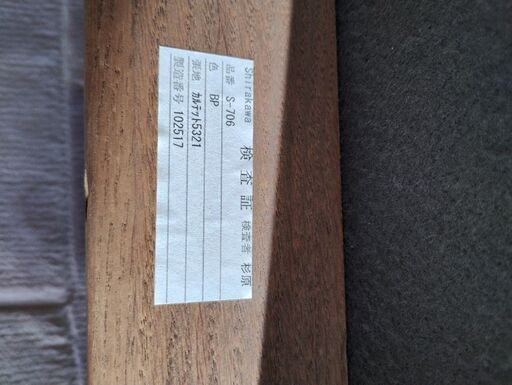 Shirakawa 検査証 検査者 杉原
品番 S-706
色 BP
張地 ｶﾙﾃｯﾄ5321
製造番号 102517